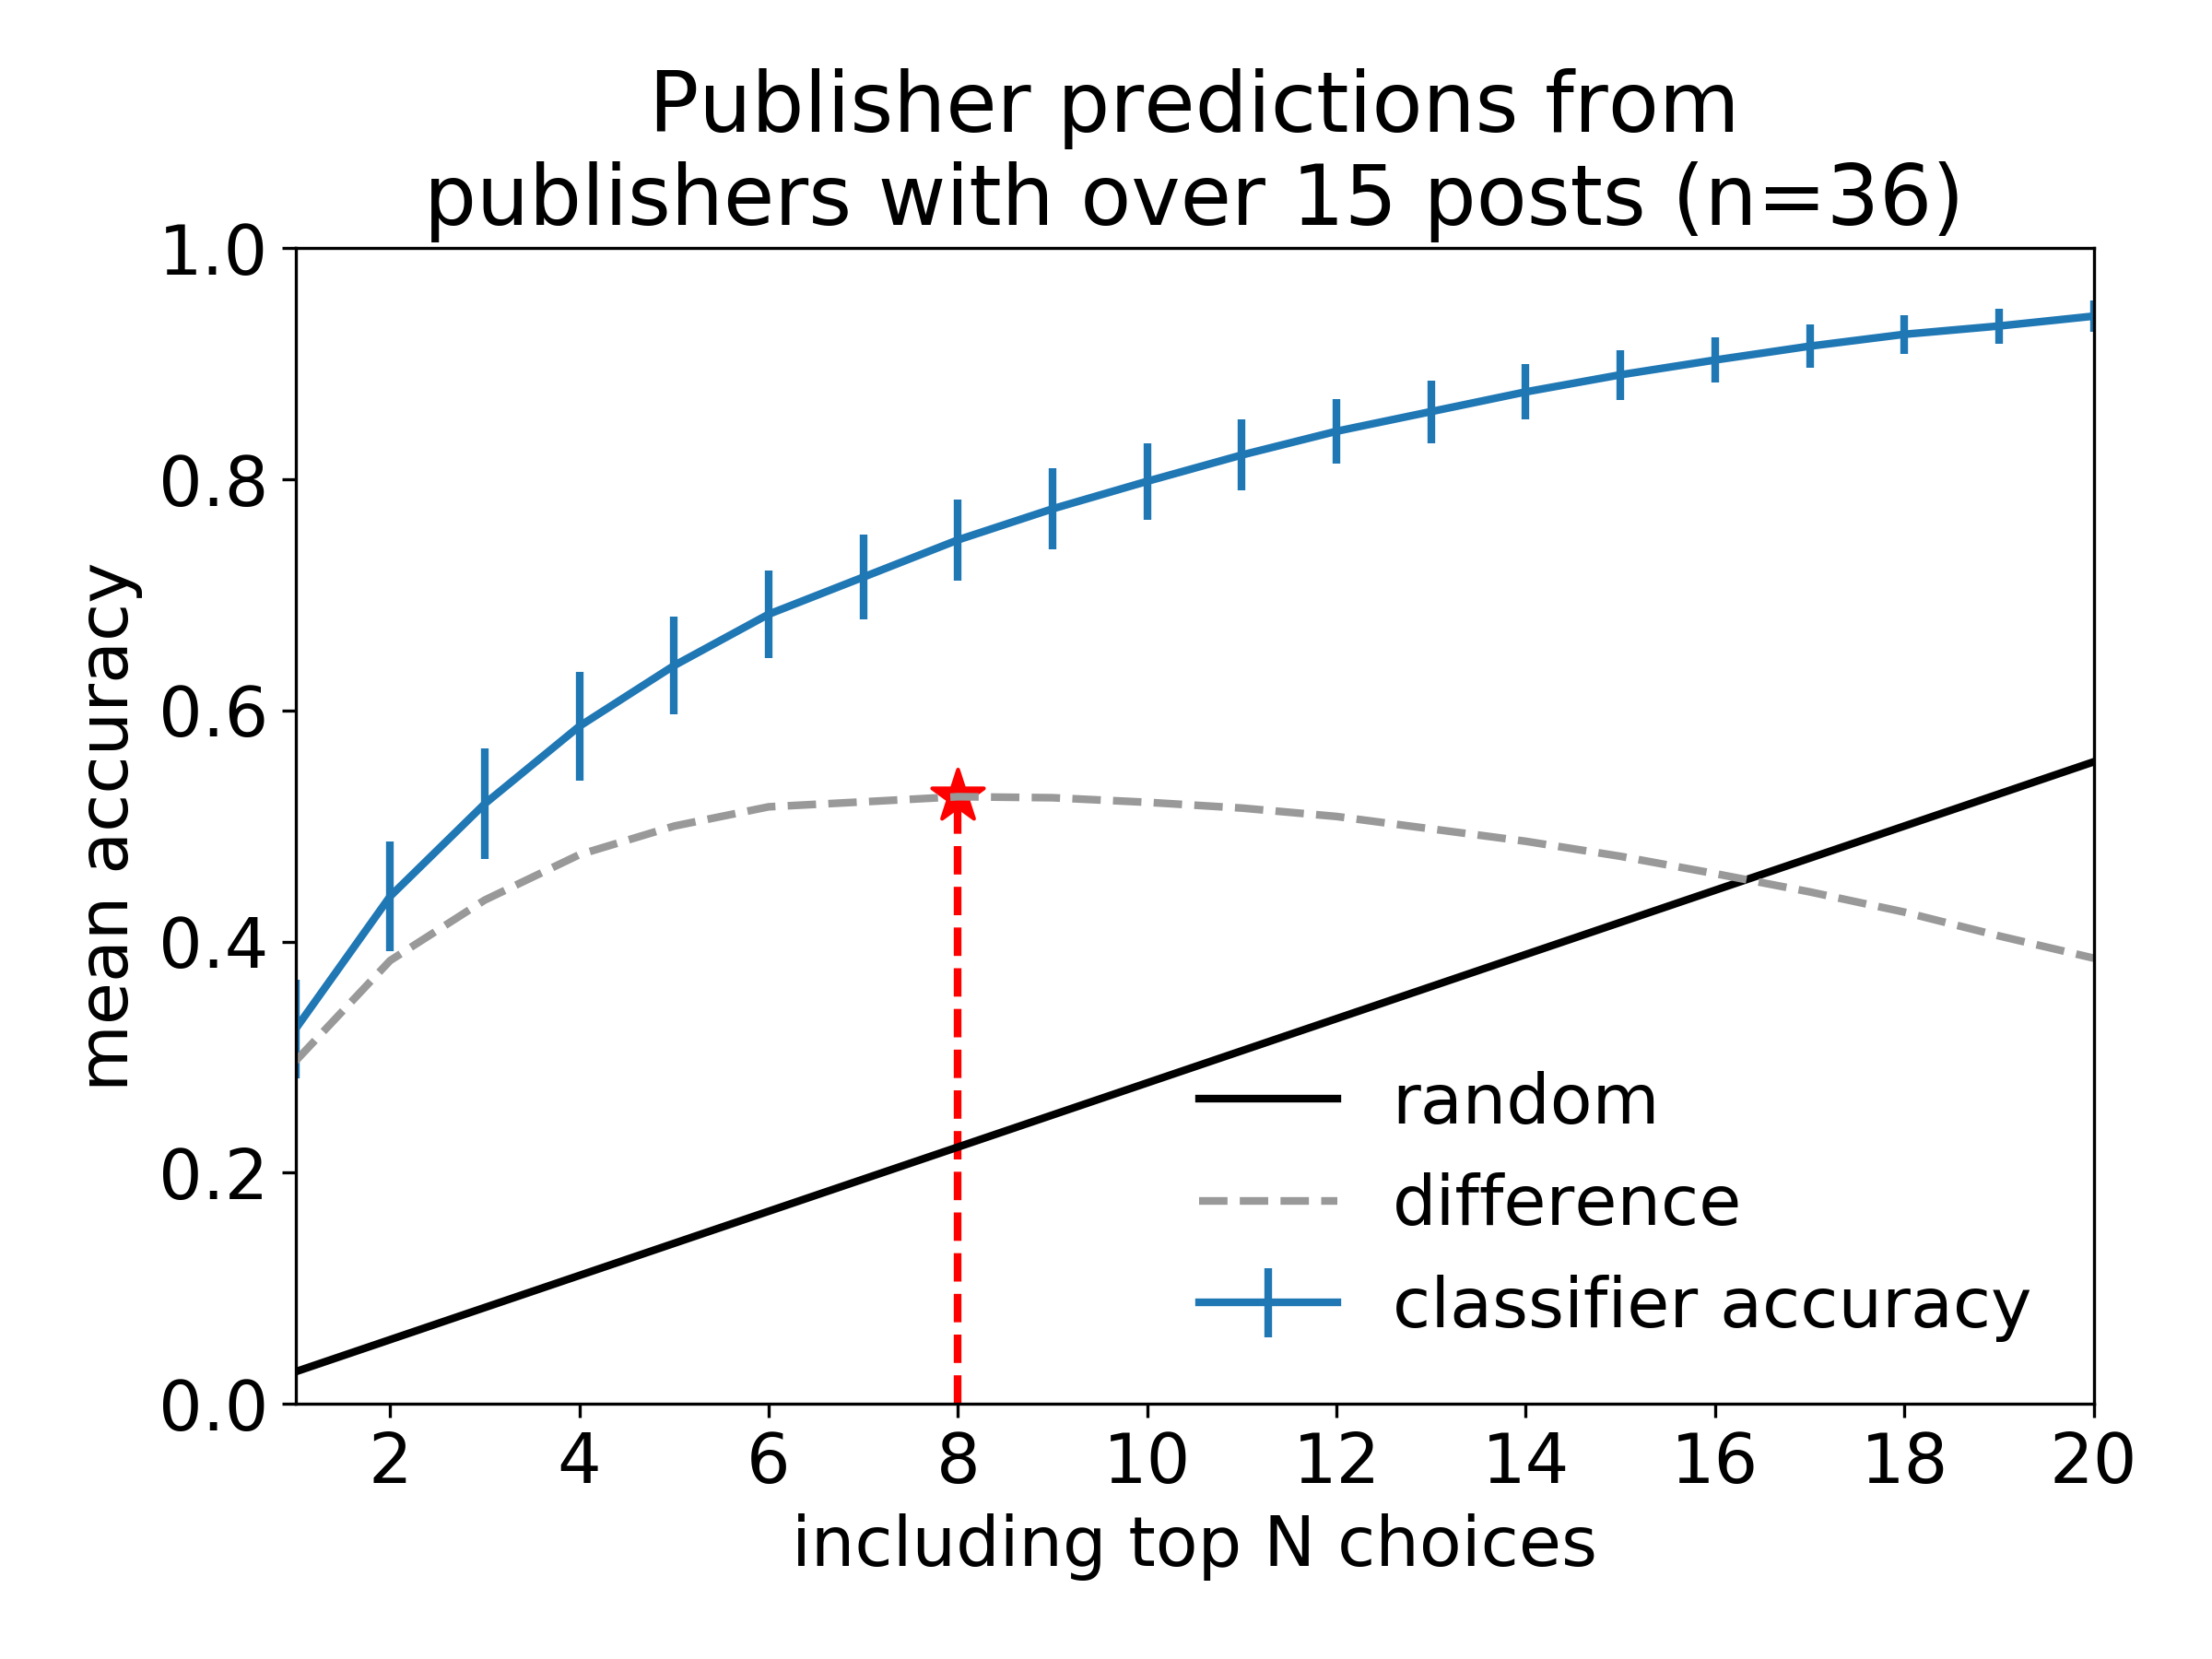 Publisher predictions from
publishers with over 15 posts (n=36)
1.0
0.8
0.6
0.4
0.2
0.0
mean accuracy
random
difference
classifier accuracy
2 4 6 8 10 12 14 16 18 20
including top N choices